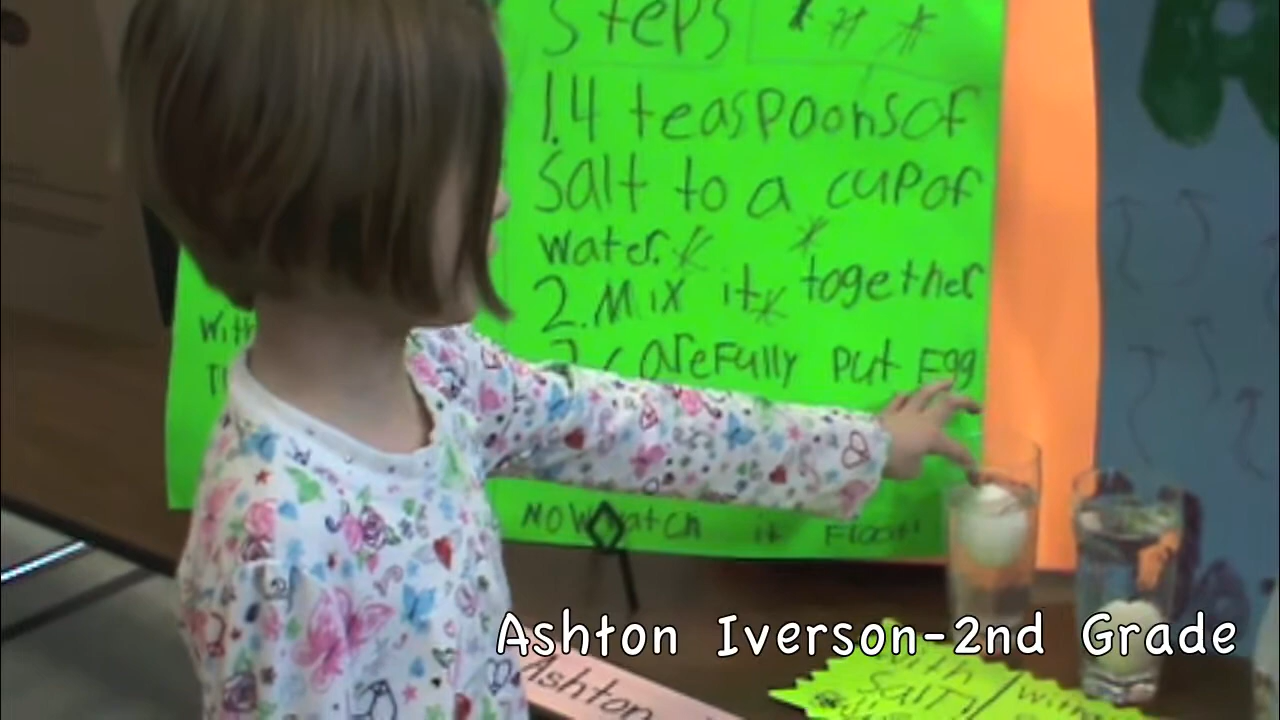 Steps
1.4 teaspoons of
Salt to a cup of
water.
2. Mix it together
Carefully put Egg
With
Now watch it Float!
Ashton Iverson-2nd Grade
Ashton
With
Salt/